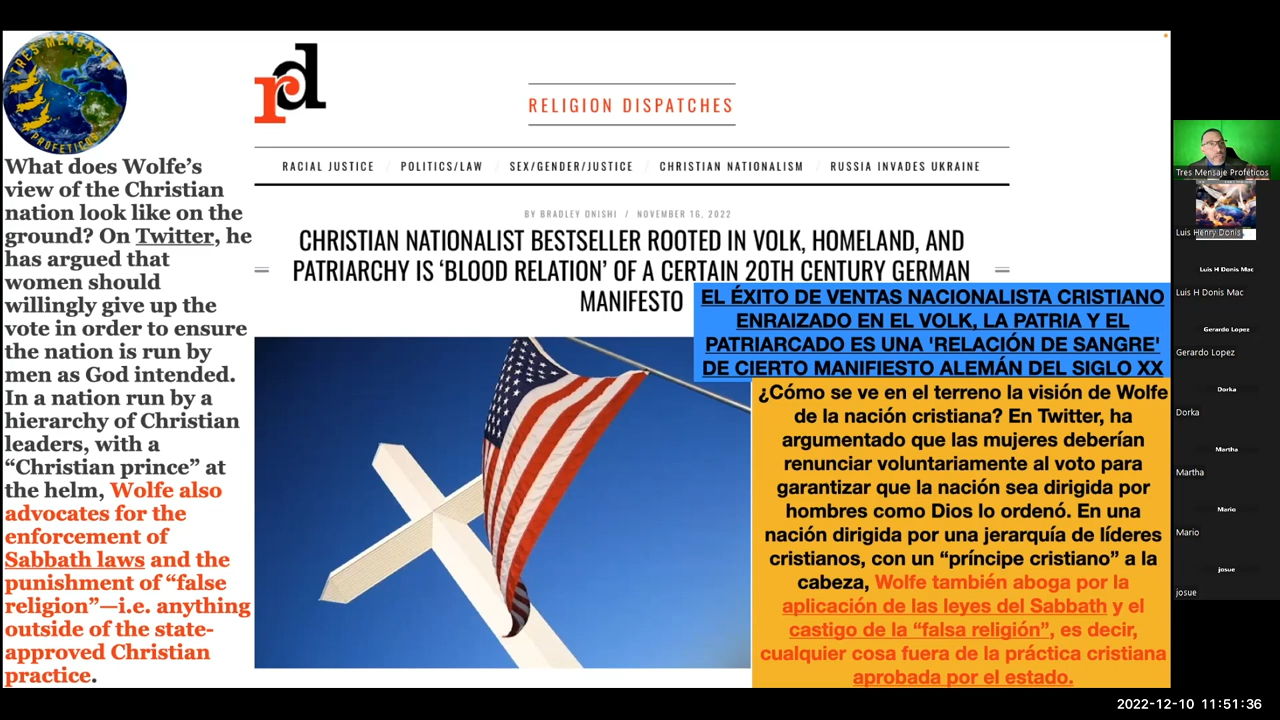 TRES MENSAJES
PROFÉTICOS
What does Wolfe's
view of the Christian
nation look like on the
ground? On Twitter, he
has argued that
women should
willingly give up the
vote in order to ensure
the nation is run by
men as God intended.
In a nation run by a
hierarchy of Christian
leaders, with a
“Christian prince” at
the helm, Wolfe also
advocates for the
enforcement of
Sabbath laws and the
punishment of “false
religion”—i.e. anything
outside of the state-
approved Christian
practice.
rd
RELIGION DISPATCHES
RACIAL JUSTICE / POLITICS/LAW / SEX/GENDER/JUSTICE / CHRISTIAN NATIONALISM / RUSSIA INVADES UKRAINE
BY BRADLEY ONISHI / NOVEMBER 16, 2022
CHRISTIAN NATIONALIST BESTSELLER ROOTED IN VOLK, HOMELAND, AND
PATRIARCHY IS ‘BLOOD RELATION’ OF A CERTAIN 20TH CENTURY GERMAN
MANIFESTO
EL ÉXITO DE VENTAS NACIONALISTA CRISTIANO
ENRAIZADO EN EL VOLK, LA PATRIA Y EL
PATRIARCADO ES UNA 'RELACIÓN DE SANGRE'
DE CIERTO MANIFIESTO ALEMÁN DEL SIGLO XX
¿Cómo se ve en el terreno la visión de Wolfe
de la nación cristiana? En Twitter, ha
argumentado que las mujeres deberían
renunciar voluntariamente al voto para
garantizar que la nación sea dirigida por
hombres como Dios lo ordenó. En una
nación dirigida por una jerarquía de líderes
cristianos, con un “príncipe cristiano” a la
cabeza, Wolfe también aboga por la
aplicación de las leyes del Sabbath y el
castigo de la “falsa religión”, es decir,
cualquier cosa fuera de la práctica cristiana
aprobada por el estado.
Tres Mensaje Proféticos
Luis Henry Donis
Luis H Donis Mac
Luis H Donis Mac
Gerardo Lopez
Gerardo Lopez
Dorka
Dorka
Martha
Martha
Mario
Mario
josue
josue
2022-12-10 11:51:36